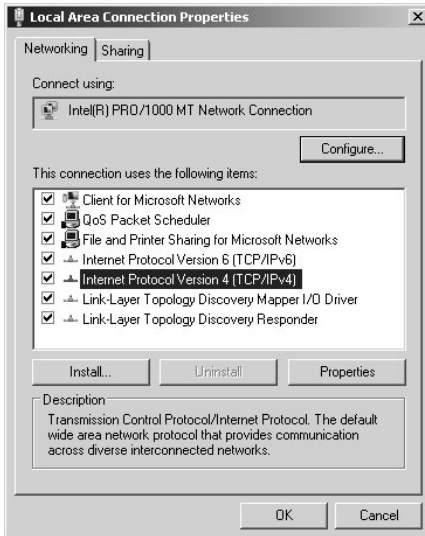 Local Area Connection Properties
Networking
Sharing
Connect using:
Intel(R) PRO/1000 MT Network Connection
Configure...
This connection uses the following items:
Client for Microsoft Networks
QoS Packet Scheduler
File and Printer Sharing for Microsoft Networks
Internet Protocol Version 6 (TCP/IPv6)
Internet Protocol Version 4 (TCP/IPv4)
Link-Layer Topology Discovery Mapper I/O Driver
Link-Layer Topology Discovery Responder
Install...
Uninstall
Properties
Description
Transmission Control Protocol/Internet Protocol. The default
wide area network protocol that provides communication
across diverse interconnected networks.
OK
Cancel